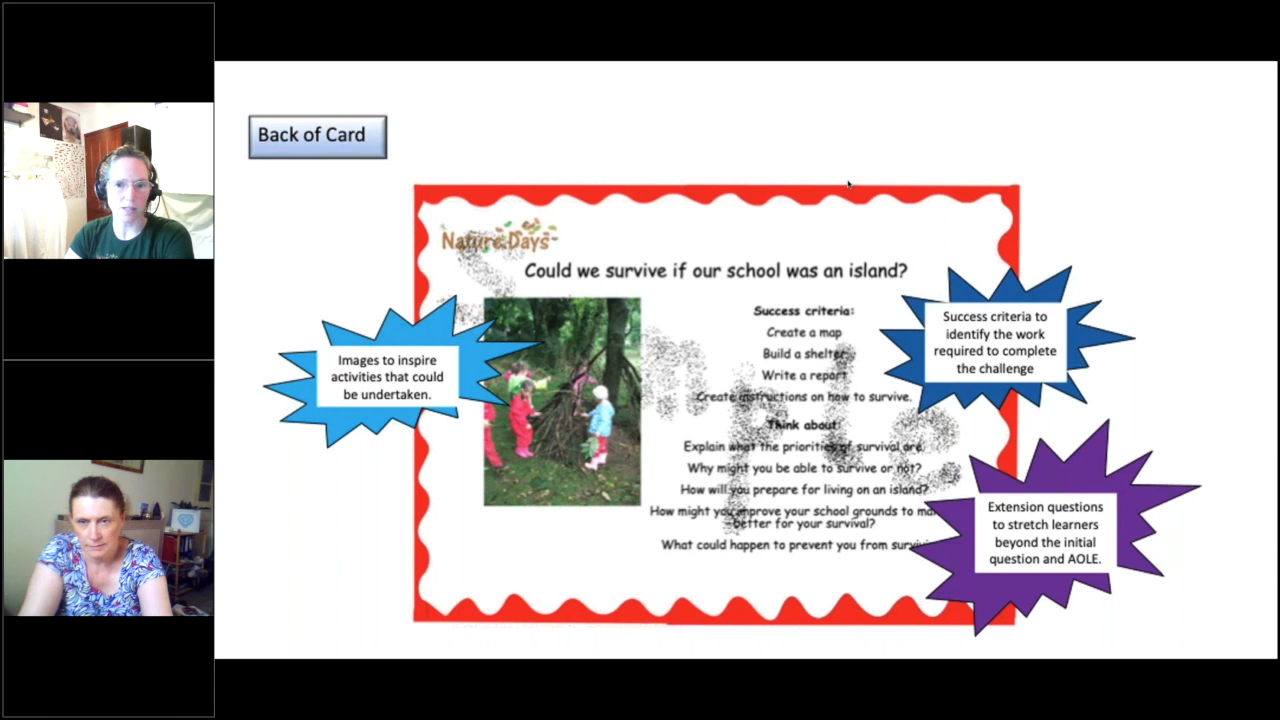 Back of Card
Nature Days
Could we survive if our school was an island?
Success criteria:
Create a map
Build a shelter
Write a report
Create instructions on how to survive.
Think about:
Explain what the priorities of survival are.
Why might you be able to survive or not?
How will you prepare for living on an island?
How might you improve your school grounds to
better for your survival?
What could happen to prevent you from
Images to inspire
activities that could
be undertaken.
Success criteria to
identify the work
required to complete
the challenge
Extension questions
to stretch learners
beyond the initial
question and AOLE.
Sample